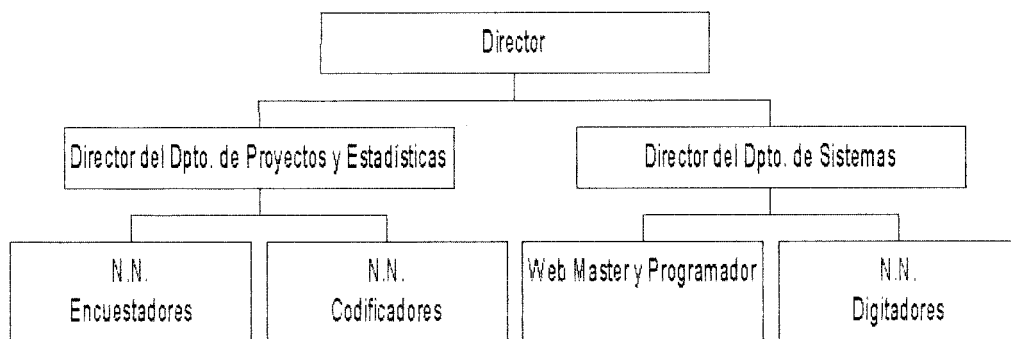 Director
Director del Dpto. de Proyectos y Estadísticas
Director del Dpto. de Sistemas
N.N.
Encuestadores
N.N.
Codificadores
Web Master y Programador
N.N.
Digitadores